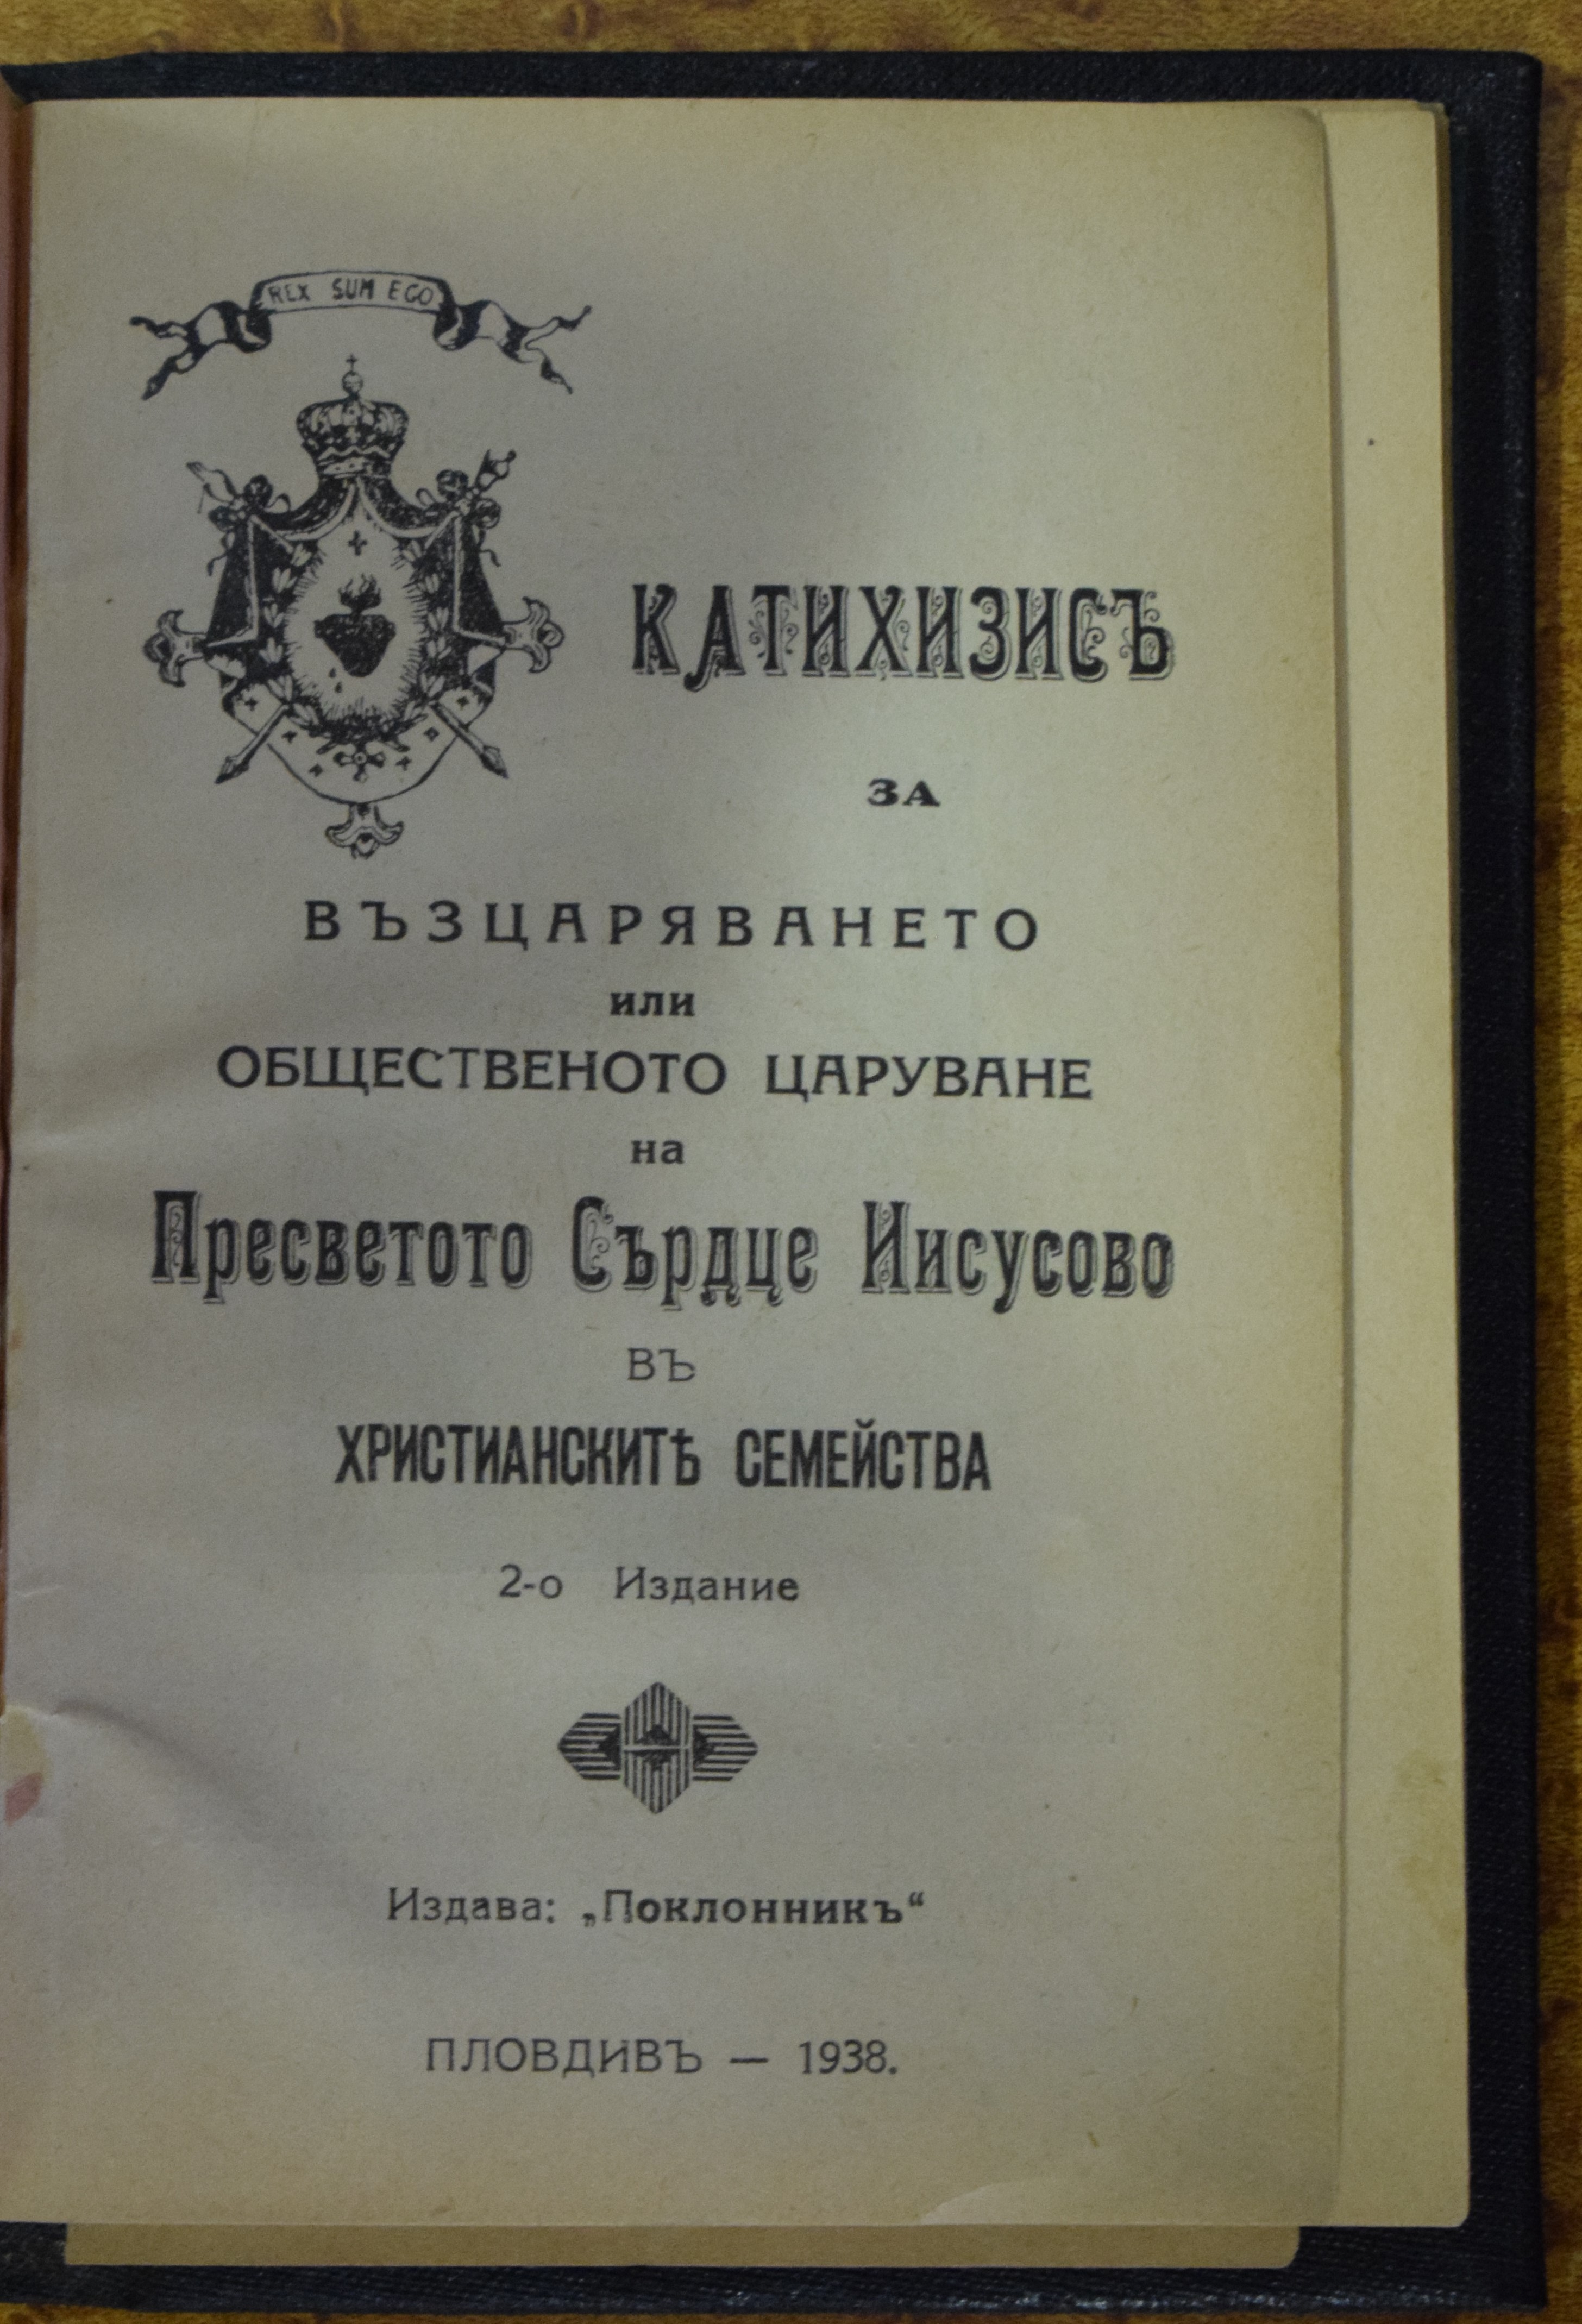 REX SUM EGO
КАТИХИЗИСЪ
ЗА
ВЪЗЦАРЯВАНЕТО
или
ОБЩЕСТВЕНОТО ЦАРУВАНЕ
на
Пресветото Сърдце Иисусово
ВЪ
ХРИСТИАНСКИТѢ СЕМЕЙСТВА
2-о Издание
Издава: „Поклонникъ“
ПЛОВДИВЪ — 1938.